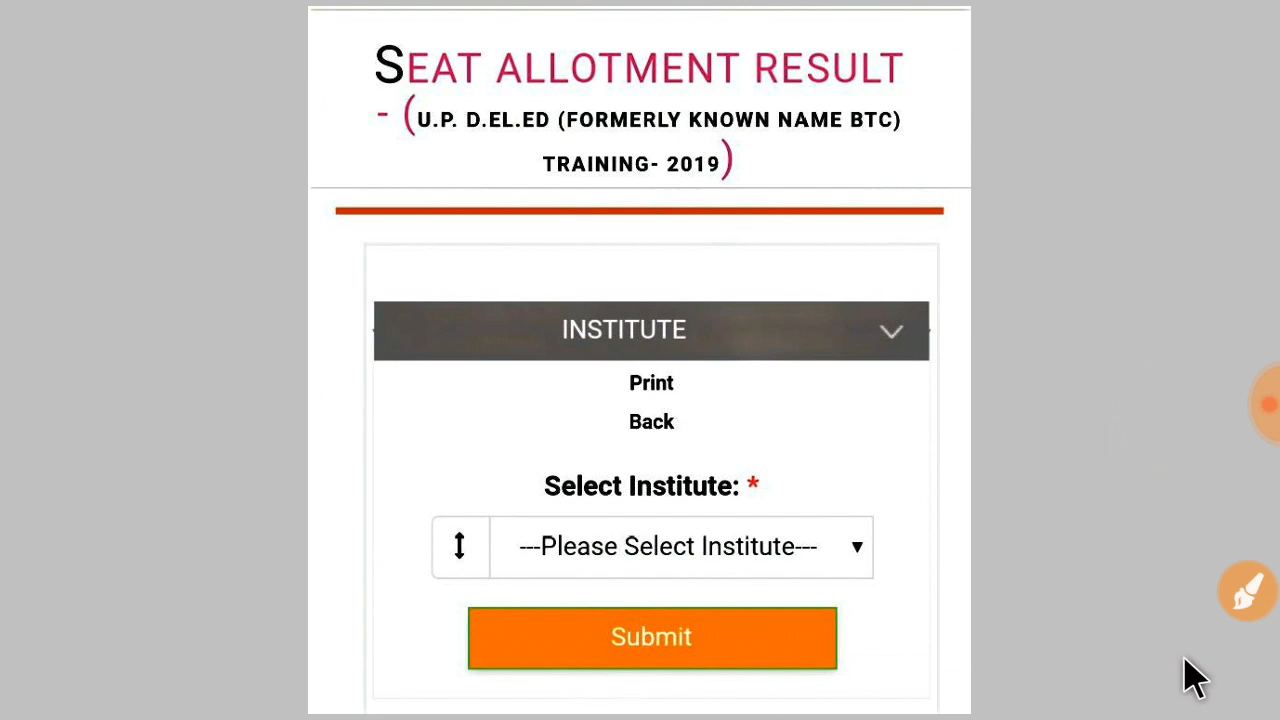 SEAT ALLOTMENT RESULT
- (U.P. D.EL.ED (FORMERLY KNOWN NAME BTC)
TRAINING- 2019)
INSTITUTE
Print
Back
Select Institute: *
---Please Select Institute---
Submit